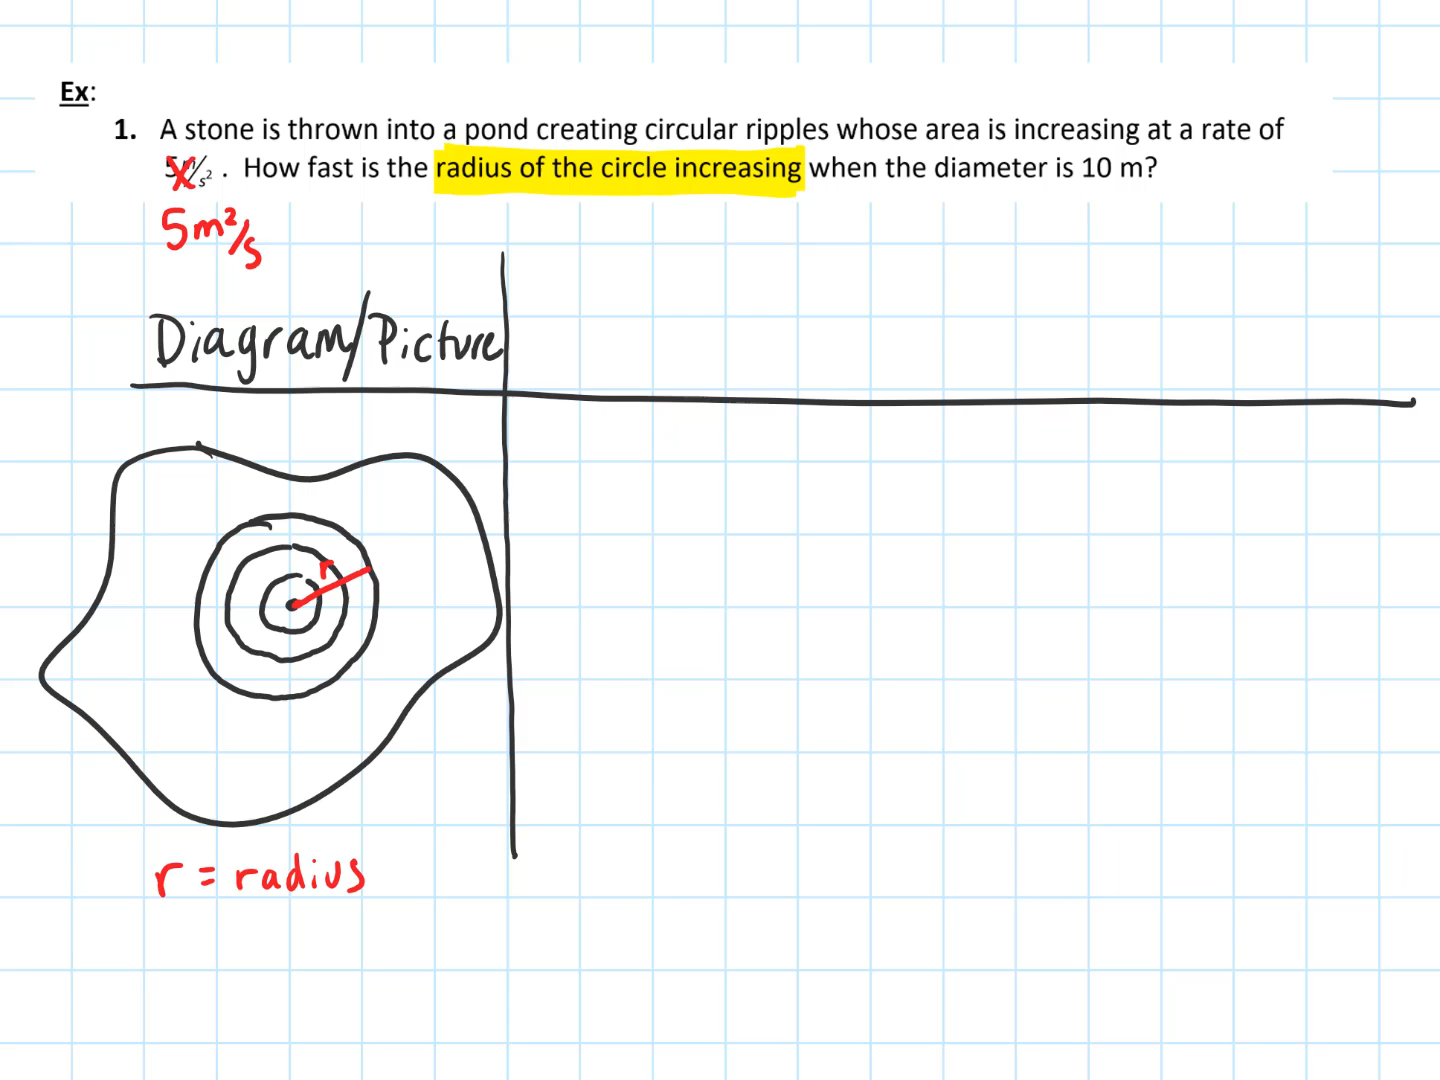 Ex:
1. A stone is thrown into a pond creating circular ripples whose area is increasing at a rate of
. How fast is the radius of the circle increasing when the diameter is 10 m?
5m²/s
Diagram/Picture
r
r = radius